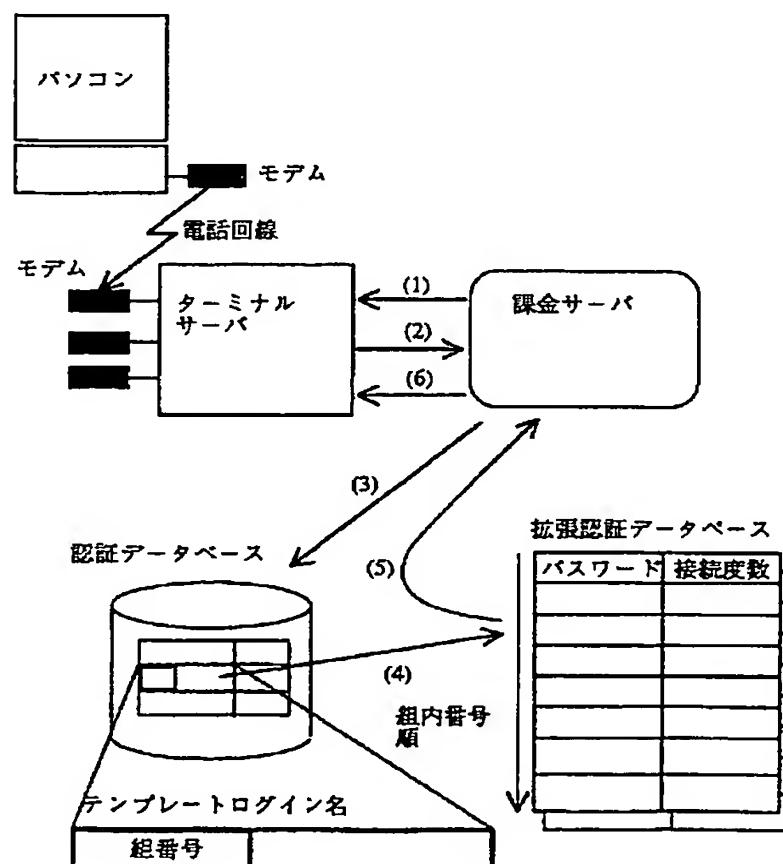 パソコン
モデム
電話回線
モデム
ターミナル
サーバ
(1)
(2)
(6)
課金サーバ
(3)
(5)
拡張認証データベース
認証データベース
パスワード 接続度数
(4)
組内番号
順
テンプレートログイン名
組番号